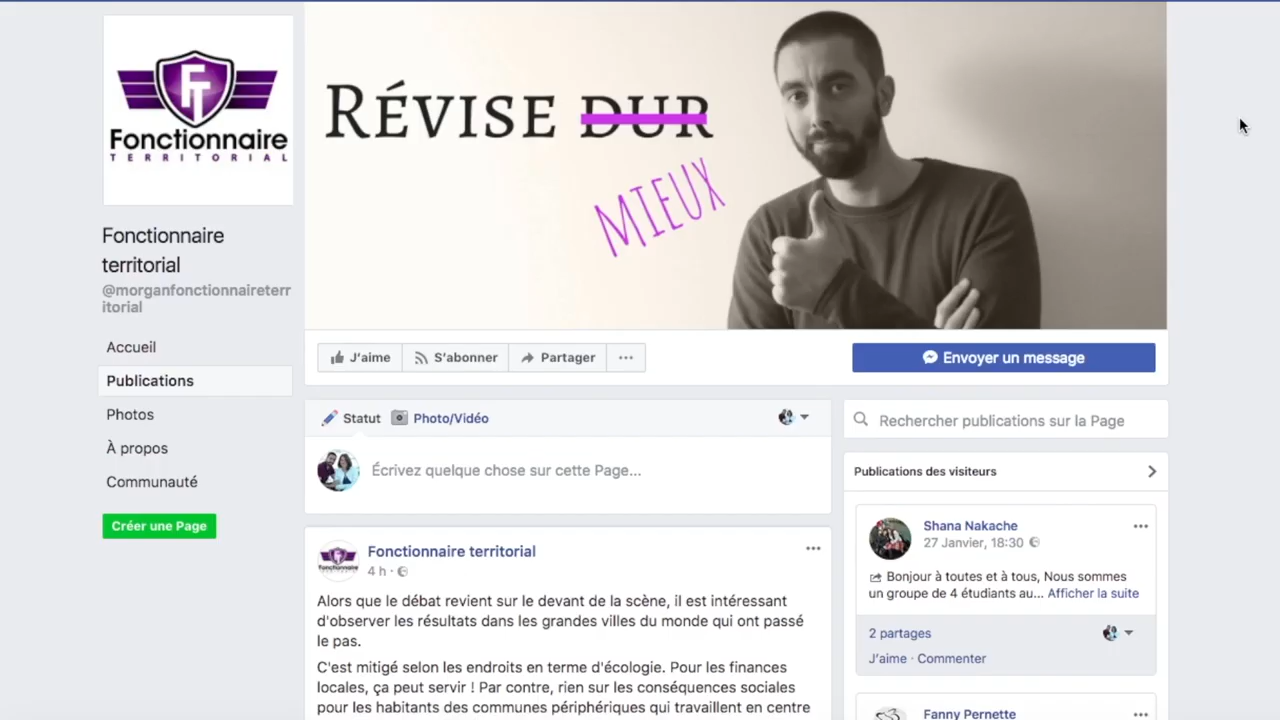 FT
Fonctionnaire
TERRITORIAL
RÉVISE DUR
MIEUX
Fonctionnaire
territorial
@morganfonctionnaireterr
itorial
Accueil
Publications
Photos
À propos
Communauté
Créer une Page
J'aime
S'abonner
Partager
Envoyer un message
Statut
Photo/Vidéo
Écrivez quelque chose sur cette Page...
Fonctionnaire territorial
4 h ·
Alors que le débat revient sur le devant de la scène, il est intéressant
d'observer les résultats dans les grandes villes du monde qui ont passé
le pas.
C'est mitigé selon les endroits en terme d'écologie. Pour les finances
locales, ça peut servir ! Par contre, rien sur les conséquences sociales
pour les habitants des communes périphériques qui travaillent en centre
Rechercher publications sur la Page
Publications des visiteurs
Shana Nakache
27 Janvier, 18:30
Bonjour à toutes et à tous, Nous sommes
un groupe de 4 étudiants au... Afficher la suite
2 partages
J'aime · Commenter
Fanny Pernette